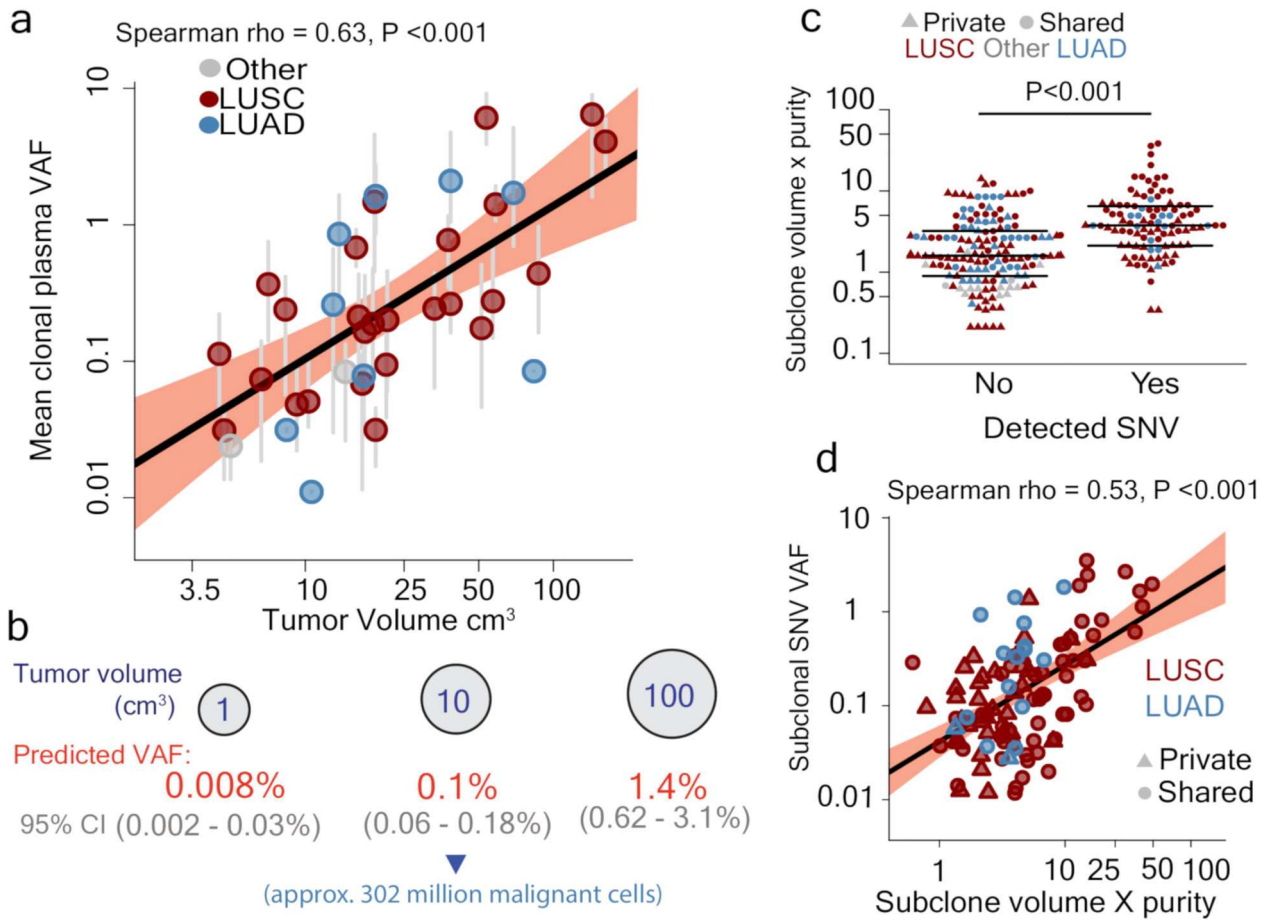 a
Spearman rho = 0.63, P <0.001
Other
LUSC
LUAD
Mean clonal plasma VAF
10
1
0.1
0.01
3.5 10 25 50 100
Tumor Volume cm³
b
Tumor volume
(cm³)
1 10 100
Predicted VAF:
0.008% 0.1% 1.4%
95% CI (0.002 - 0.03%) (0.06 - 0.18%) (0.62 - 3.1%)
(approx. 302 million malignant cells)
c
Private Shared
LUSC Other LUAD
P<0.001
Subclone volume x purity
100
50
10
5
1
0.5
0.1
No Yes
Detected SNV
d
Spearman rho = 0.53, P <0.001
Subclonal SNV VAF
10
1
0.1
0.01
LUSC
LUAD
Private
Shared
1 10 25 50 100
Subclone volume X purity